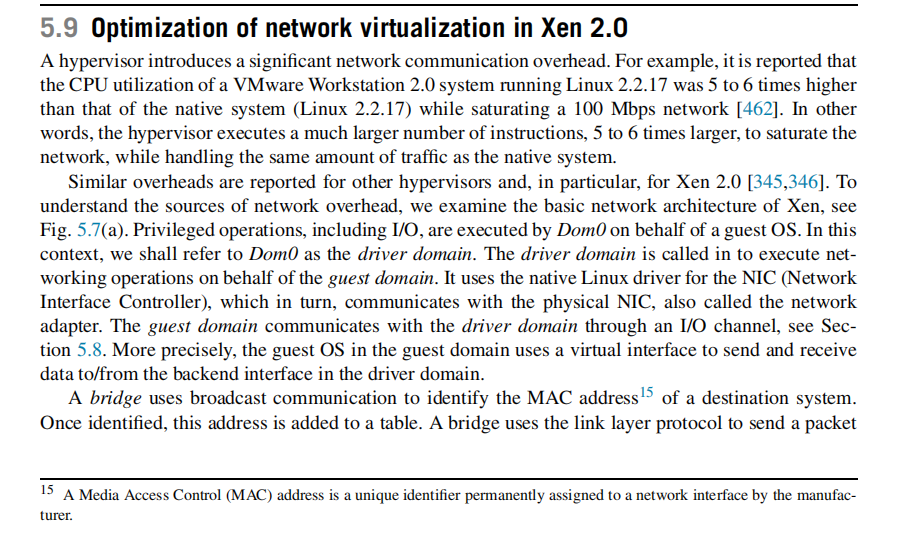 5.9 Optimization of network virtualization in Xen 2.0
A hypervisor introduces a significant network communication overhead. For example, it is reported that
the CPU utilization of a VMware Workstation 2.0 system running Linux 2.2.17 was 5 to 6 times higher
than that of the native system (Linux 2.2.17) while saturating a 100 Mbps network [462]. In other
words, the hypervisor executes a much larger number of instructions, 5 to 6 times larger, to saturate the
network, while handling the same amount of traffic as the native system.
Similar overheads are reported for other hypervisors and, in particular, for Xen 2.0 [345,346]. To
understand the sources of network overhead, we examine the basic network architecture of Xen, see
Fig. 5.7(a). Privileged operations, including I/O, are executed by Dom0 on behalf of a guest OS. In this
context, we shall refer to Dom0 as the driver domain. The driver domain is called in to execute net-
working operations on behalf of the guest domain. It uses the native Linux driver for the NIC (Network
Interface Controller), which in turn, communicates with the physical NIC, also called the network
adapter. The guest domain communicates with the driver domain through an I/O channel, see Sec-
tion 5.8. More precisely, the guest OS in the guest domain uses a virtual interface to send and receive
data to/from the backend interface in the driver domain.
A bridge uses broadcast communication to identify the MAC address15 of a destination system.
Once identified, this address is added to a table. A bridge uses the link layer protocol to send a packet
15 A Media Access Control (MAC) address is a unique identifier permanently assigned to a network interface by the manufac-
turer.